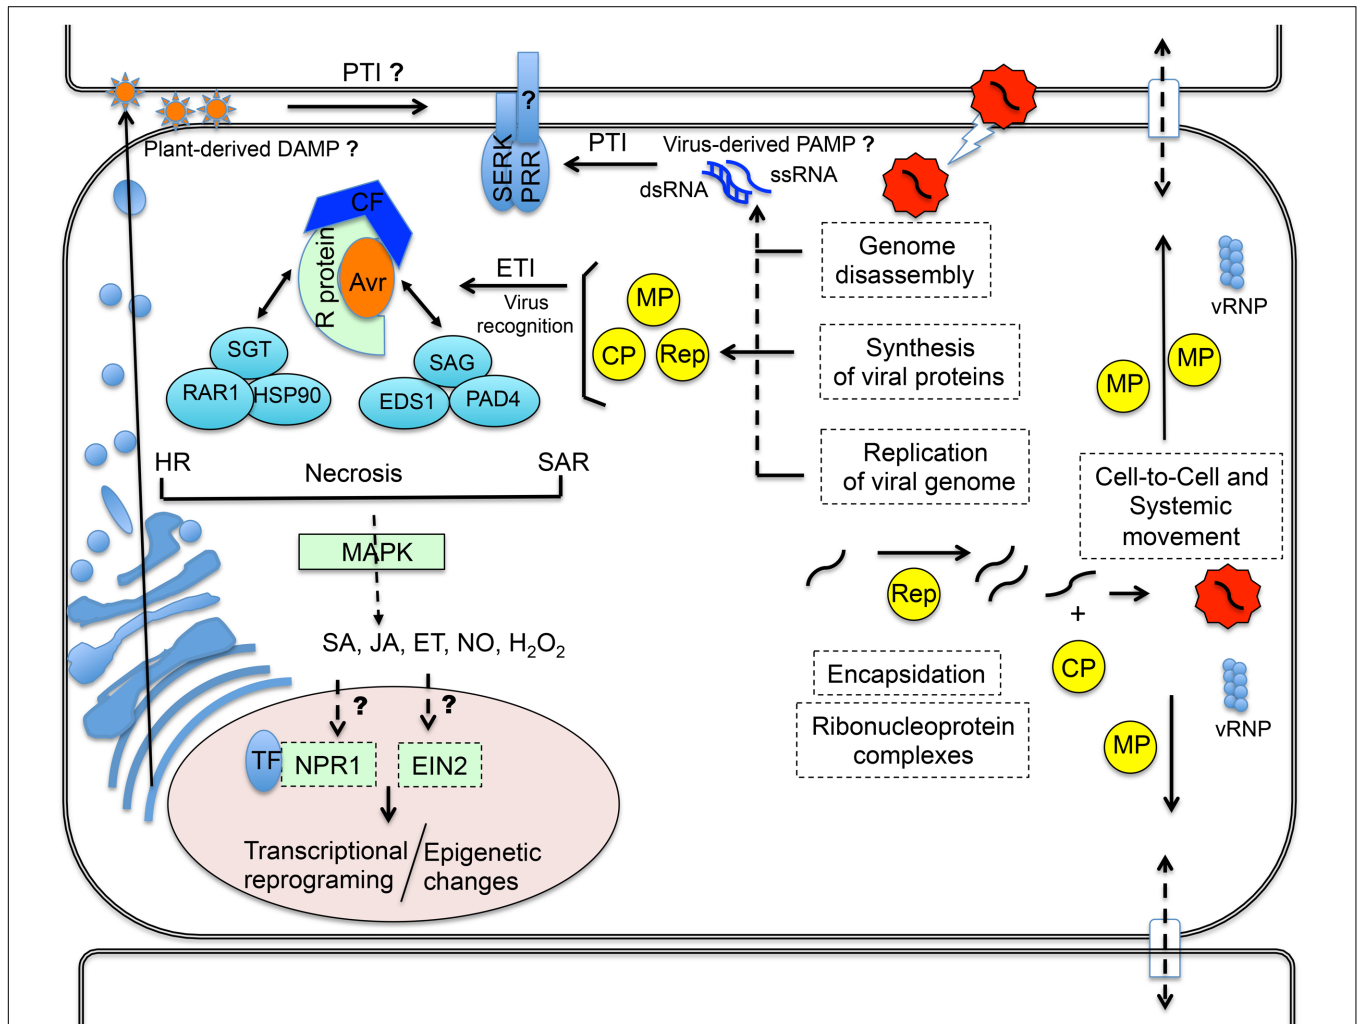 PTI ?
?
Plant-derived DAMP ?
SERK
PRR
PTI
Virus-derived PAMP ?
dsRNA
ssRNA
CF
R protein
Avr
ETI
Virus
recognition
MP
CP
Rep
Genome
disassembly
Synthesis
of viral proteins
Replication
of viral genome
vRNP
MP
MP
SGT
RAR1
HSP90
SAG
EDS1
PAD4
HR
Necrosis
SAR
MAPK
SA, JA, ET, NO, H₂O₂
?
?
TF
NPR1
EIN2
Transcriptional
reprograming
/
Epigenetic
changes
Cell-to-Cell and
Systemic
movement
Rep
+
CP
Encapsidation
Ribonucleoprotein
complexes
MP
vRNP